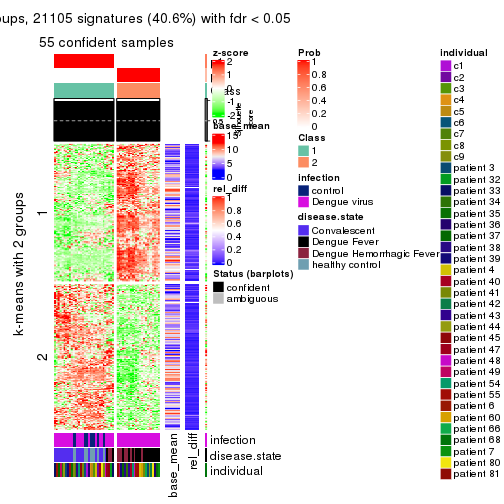 oups, 21105 signatures (40.6%) with fdr < 0.05
55 confident samples
k-means with 2 groups
1
2
z-score
2
1
0
-1
-2
base_mean
15
10
5
0
rel_diff
1
0.8
0.6
0.4
0.2
0
Status (barplots)
confident
ambiguous
Prob
1
0.8
0.6
0.4
0.2
0
Class
1
2
infection
control
Dengue virus
disease.state
Convalescent
Dengue Fever
Dengue Hemorrhagic Fever
healthy control
individual
c1
c2
c3
c4
c5
c6
c7
c8
c9
patient 3
patient 32
patient 33
patient 34
patient 35
patient 36
patient 37
patient 38
patient 39
patient 4
patient 40
patient 41
patient 42
patient 43
patient 44
patient 45
patient 47
patient 48
patient 49
patient 54
patient 55
patient 6
patient 60
patient 66
patient 68
patient 7
patient 80
patient 81
infection
disease.state
individual
base_mean
rel_diff